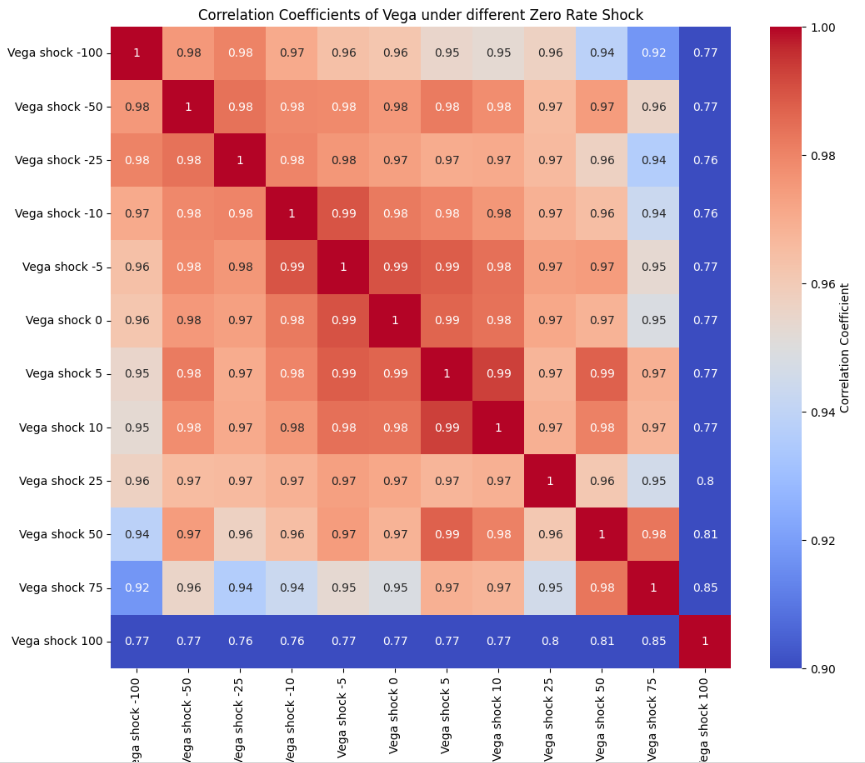 Correlation Coefficients of Vega under different Zero Rate Shock
Vega shock -100 1 0.98 0.98 0.97 0.96 0.96 0.95 0.95 0.96 0.94 0.92 0.77
Vega shock -50 0.98 1 0.98 0.98 0.98 0.98 0.98 0.98 0.97 0.97 0.96 0.77
Vega shock -25 0.98 0.98 1 0.98 0.98 0.97 0.97 0.97 0.97 0.96 0.94 0.76
Vega shock -10 0.97 0.98 0.98 1 0.99 0.98 0.98 0.98 0.97 0.96 0.94 0.76
Vega shock -5 0.96 0.98 0.98 0.99 1 0.99 0.99 0.98 0.97 0.97 0.95 0.77
Vega shock 0 0.96 0.98 0.97 0.98 0.99 1 0.99 0.98 0.97 0.97 0.95 0.77
Vega shock 5 0.95 0.98 0.97 0.98 0.99 0.99 1 0.99 0.97 0.99 0.97 0.77
Vega shock 10 0.95 0.98 0.97 0.98 0.98 0.98 0.99 1 0.97 0.98 0.97 0.77
Vega shock 25 0.96 0.97 0.97 0.97 0.97 0.97 0.97 0.97 1 0.96 0.95 0.8
Vega shock 50 0.94 0.97 0.96 0.96 0.97 0.97 0.99 0.98 0.96 1 0.98 0.81
Vega shock 75 0.92 0.96 0.94 0.94 0.95 0.95 0.97 0.97 0.95 0.98 1 0.85
Vega shock 100 0.77 0.77 0.76 0.76 0.77 0.77 0.77 0.77 0.8 0.81 0.85 1
ega shock -100
ega shock -50
ega shock -25
ega shock -10
Vega shock -5
Vega shock 0
Vega shock 5
Vega shock 10
Vega shock 25
Vega shock 50
Vega shock 75
ega shock 100
1.00
0.98
0.96
0.94
0.92
0.90
Correlation Coefficient